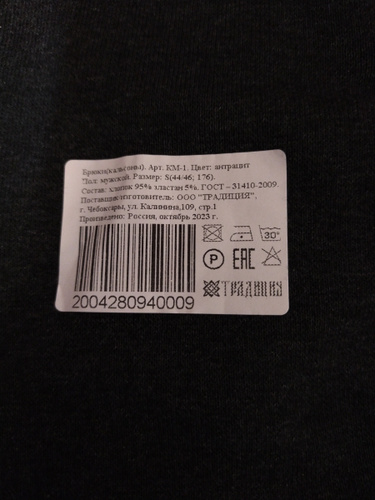 Брюки(кальсоны). Арт. КМ-1. Цвет: антрацит
Пол: мужской. Размер: S(44/46; 176).
Состав: хлопок 95% эластан 5%. ГОСТ – 31410-2009.
Поставщик/изготовитель: ООО "ТРАДИЦИЯ",
г. Чебоксары, ул. Калинина,109, стр.1
Произведено: Россия, октябрь 2023 г.
30°
P EAC
ТРАДИЦИЯ
2004280940009